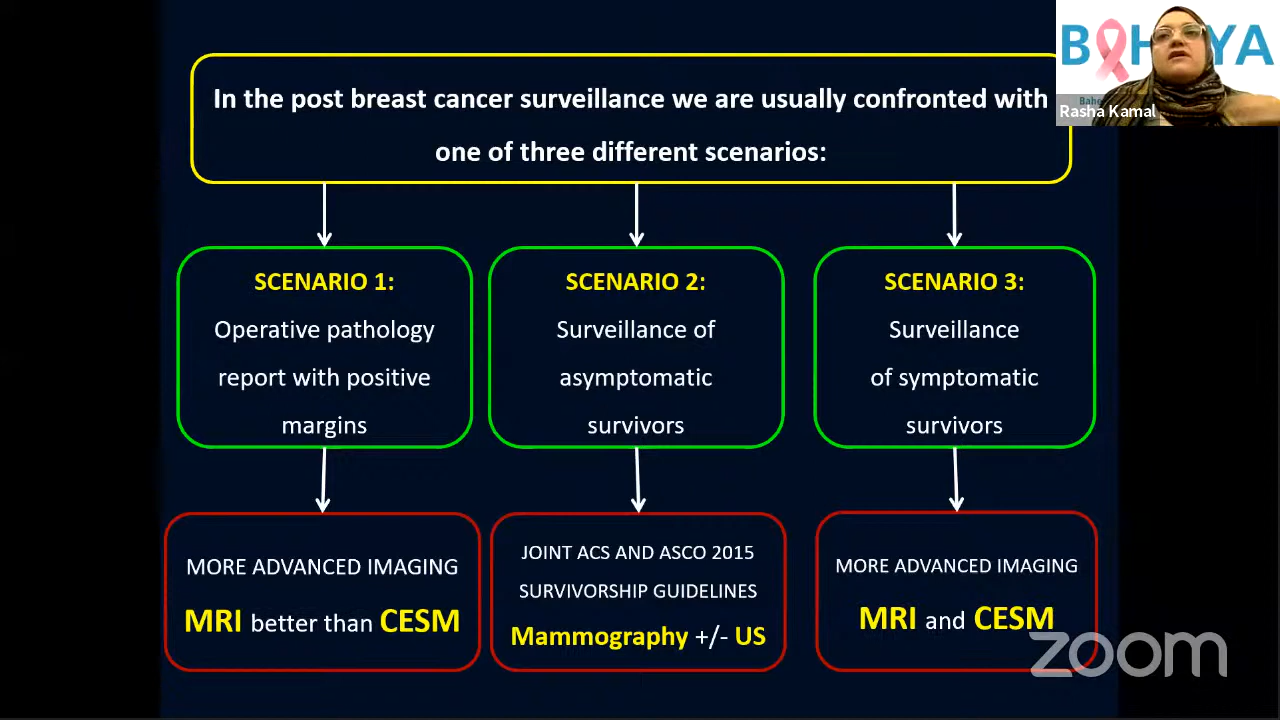 In the post breast cancer surveillance we are usually confronted with
one of three different scenarios:
SCENARIO 1:
Operative pathology
report with positive
margins
SCENARIO 2:
Surveillance of
asymptomatic
survivors
SCENARIO 3:
Surveillance
of symptomatic
survivors
MORE ADVANCED IMAGING
MRI better than CESM
JOINT ACS AND ASCO 2015
SURVIVORSHIP GUIDELINES
Mammography +/- US
MORE ADVANCED IMAGING
MRI and CESM
Rasha Kamal
zoom